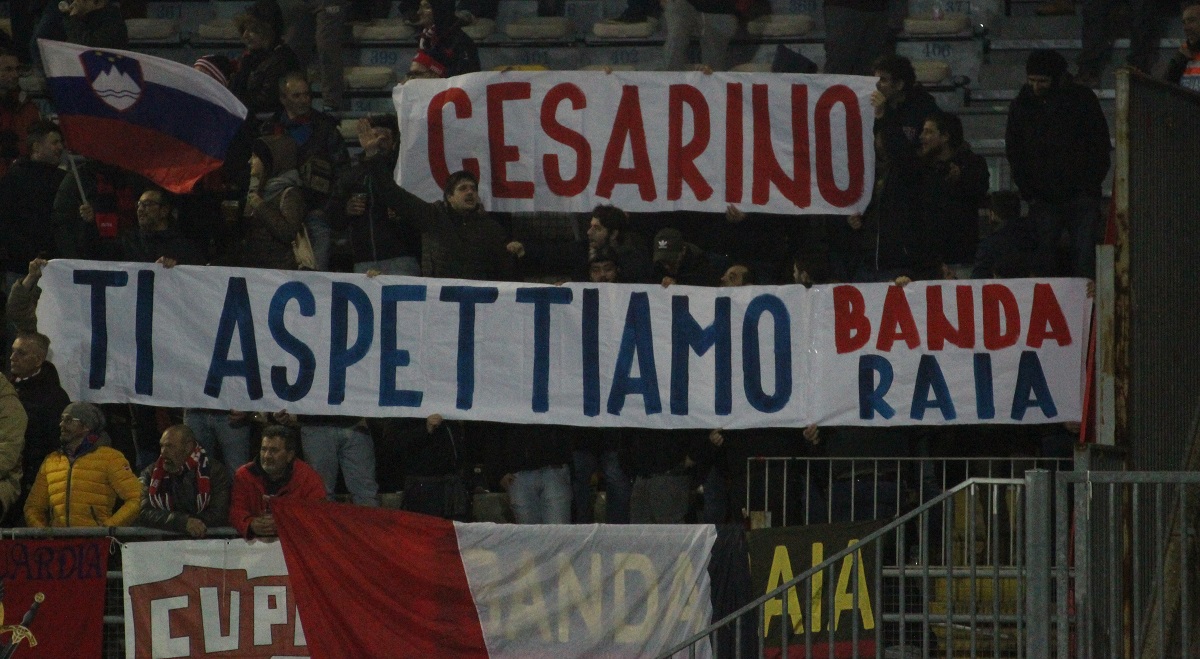 CESARINO
TI ASPETTIAMO BANDA
RAIA
BANDA AIA
CUP